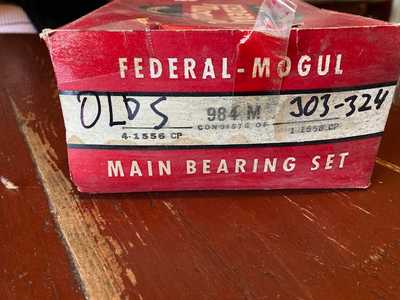 FEDERAL-MOGUL
OLDS 984 M 303-324
CONSISTS OF
4-1556 CP 1-1558 CP
MAIN BEARING SET